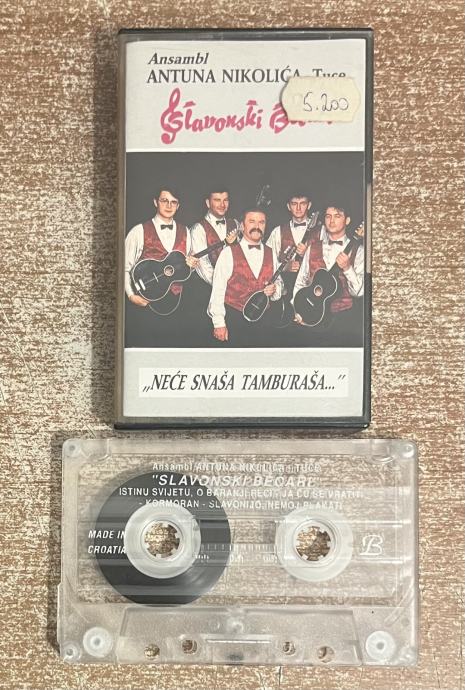 Ansambl
ANTUNA NIKOLIĆA - Tuce
5.200
Slavonski
„NEĆE SNAŠA TAMBURAŠA..."
Ansambl ANTUNA NIKOLIĆA - TUCE
"SLAVONSKI BEĆARI"
ISTINU SVIJETU, O BARANJI RECI - JA ĆU SE VRATITI
- KORMORAN - SLAVONIJO, NEMOJ PLAKATI
MADE IN
CROATIA
B